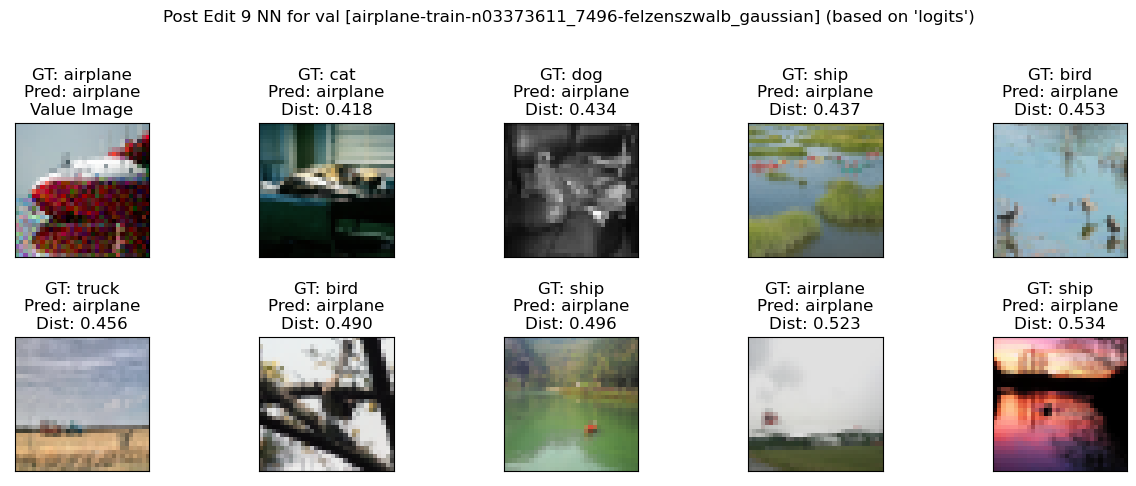 Post Edit 9 NN for val [airplane-train-n03373611_7496-felzenszwalb_gaussian] (based on 'logits')
GT: airplane
Pred: airplane
Value Image
GT: cat
Pred: airplane
Dist: 0.418
GT: dog
Pred: airplane
Dist: 0.434
GT: ship
Pred: airplane
Dist: 0.437
GT: bird
Pred: airplane
Dist: 0.453
GT: truck
Pred: airplane
Dist: 0.456
GT: bird
Pred: airplane
Dist: 0.490
GT: ship
Pred: airplane
Dist: 0.496
GT: airplane
Pred: airplane
Dist: 0.523
GT: ship
Pred: airplane
Dist: 0.534